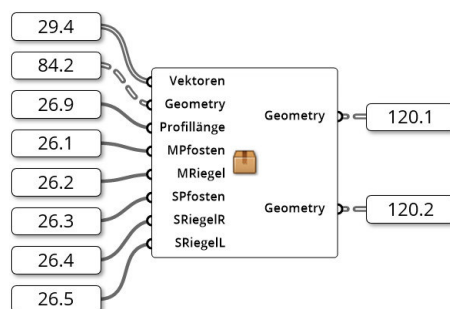 29.4
84.2
26.9
26.1
26.2
26.3
26.4
26.5
Vektoren
Geometry
Profillänge
MPfosten
MRiegel
SPfosten
SRiegelR
SRiegelL
Geometry
Geometry
120.1
120.2